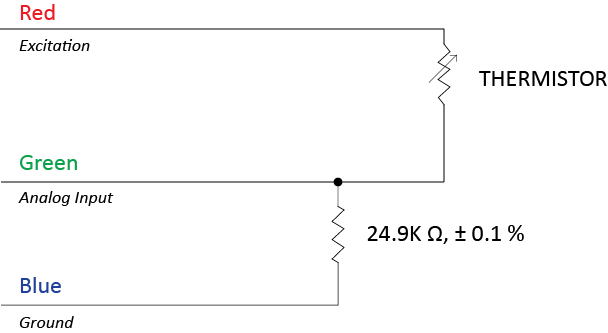 Red
Excitation
THERMISTOR
Green
Analog Input
24.9K Ω, ± 0.1 %
Blue
Ground